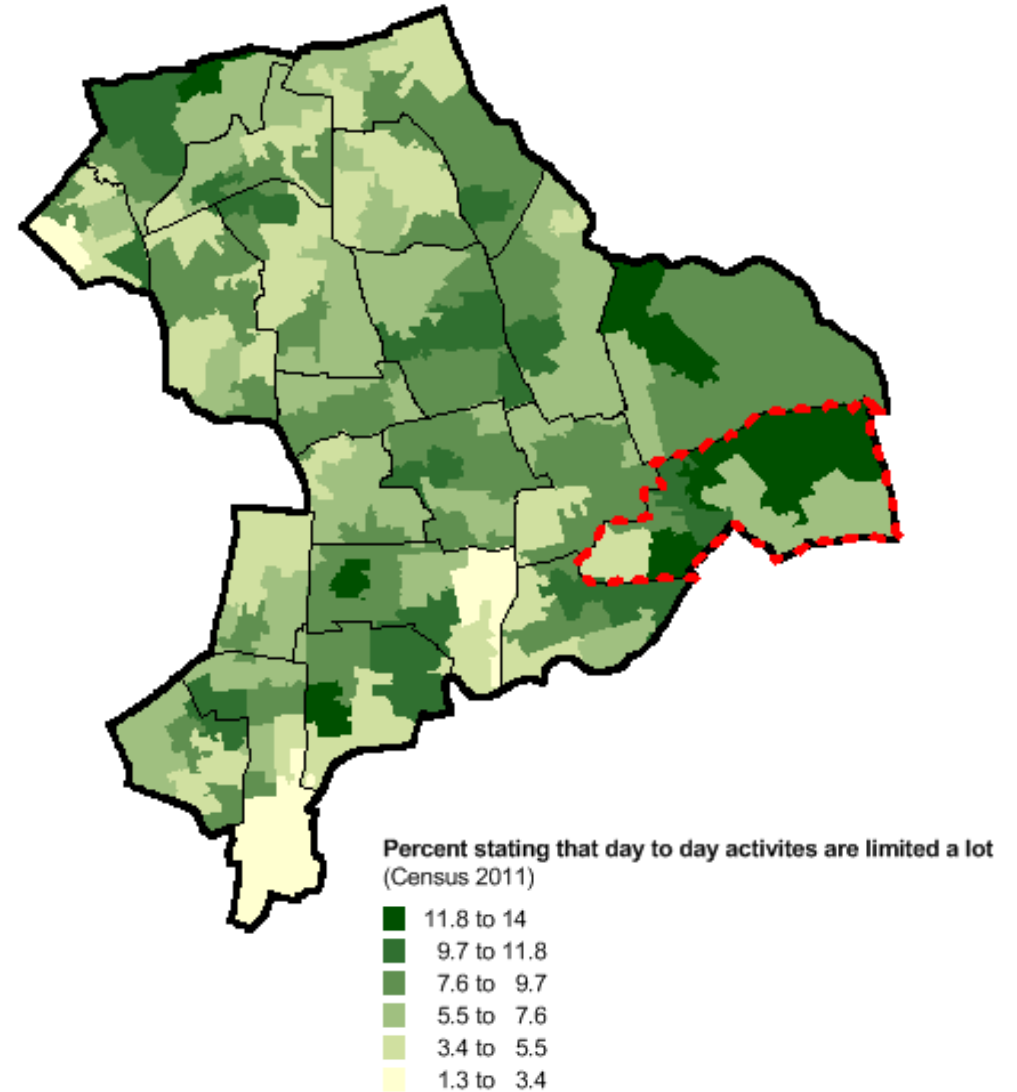 Percent stating that day to day activites are limited a lot
(Census 2011)
11.8 to 14
9.7 to 11.8
7.6 to 9.7
5.5 to 7.6
3.4 to 5.5
1.3 to 3.4